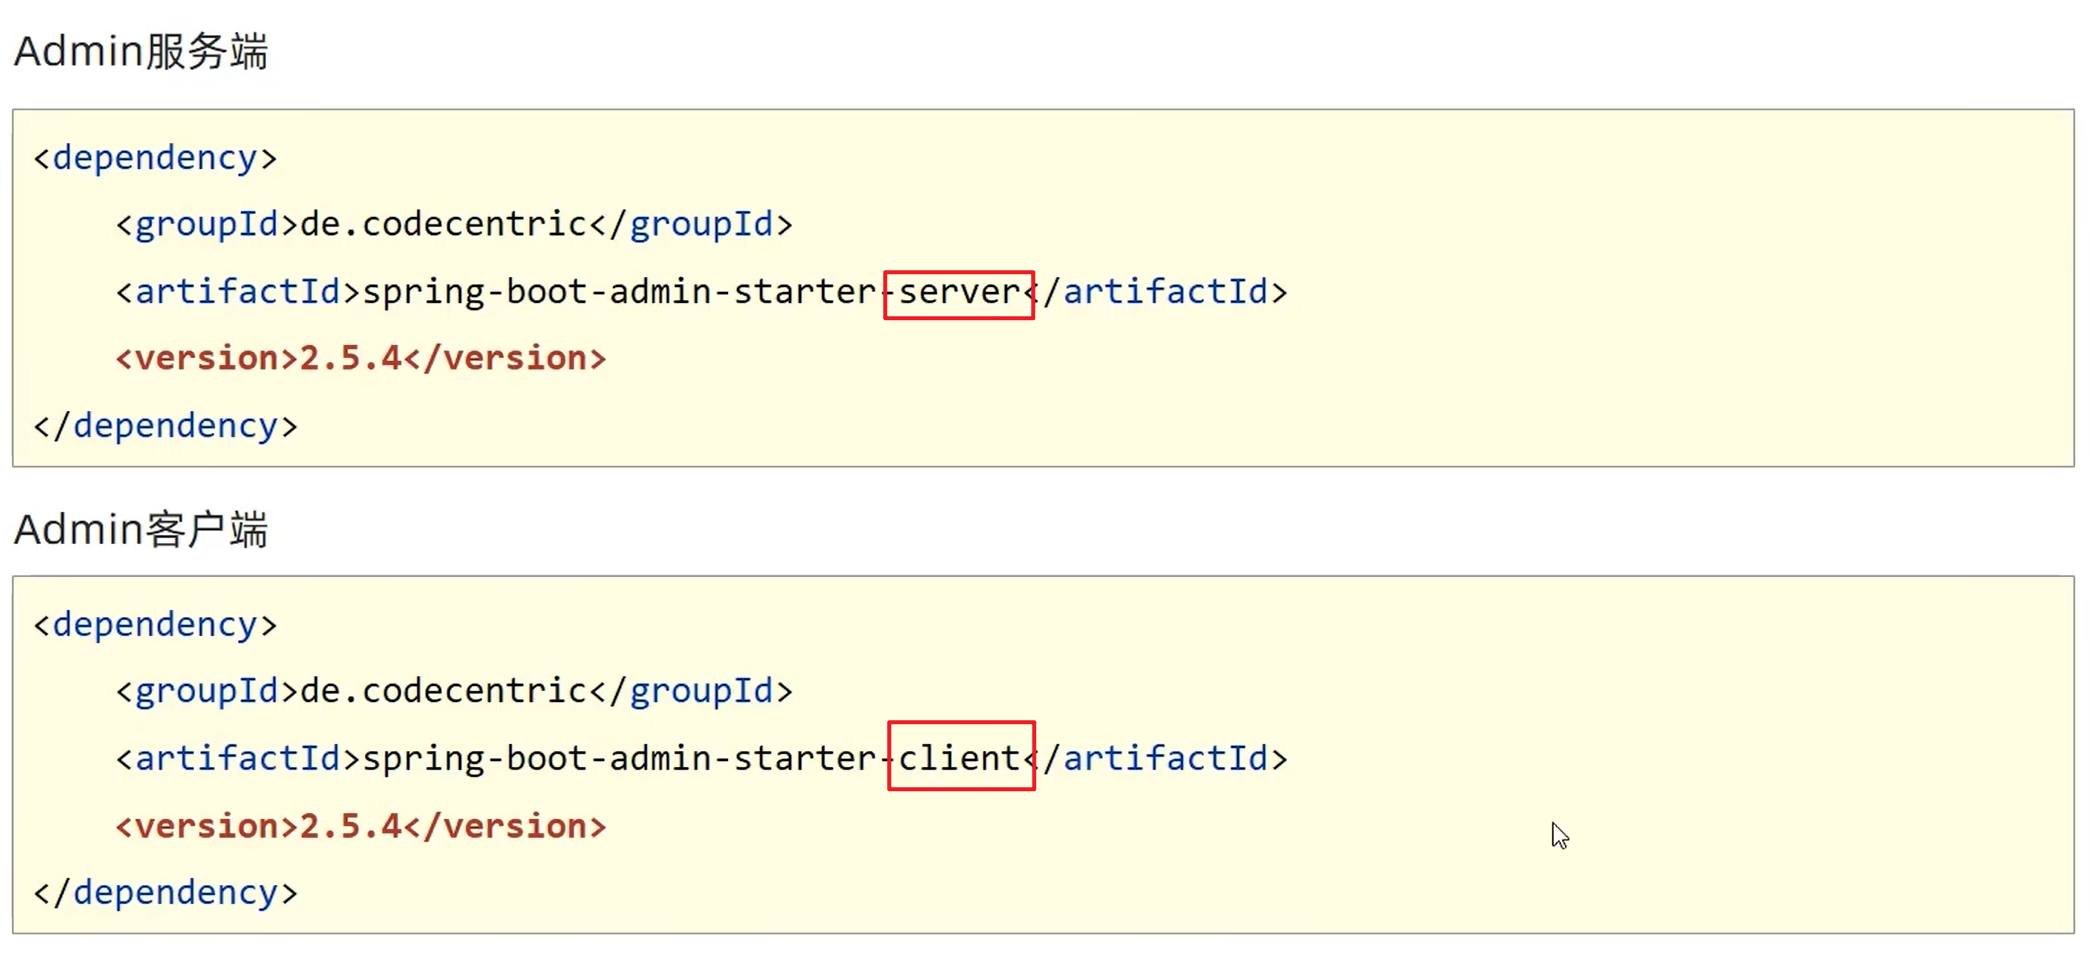 Admin服务端
<dependency>
<groupId>de.codecentric</groupId>
<artifactId>spring-boot-admin-starter-server</artifactId>
<version>2.5.4</version>
</dependency>
Admin客户端
<dependency>
<groupId>de.codecentric</groupId>
<artifactId>spring-boot-admin-starter-client</artifactId>
<version>2.5.4</version>
</dependency>